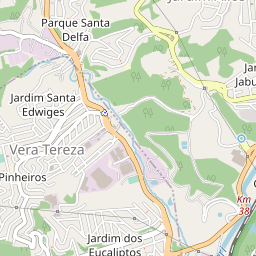 Parque Santa
Delfa
Jardim Santa
Edwiges
Vera Tereza
Pinheiros
Jardim dos
Eucaliptos
Km
38